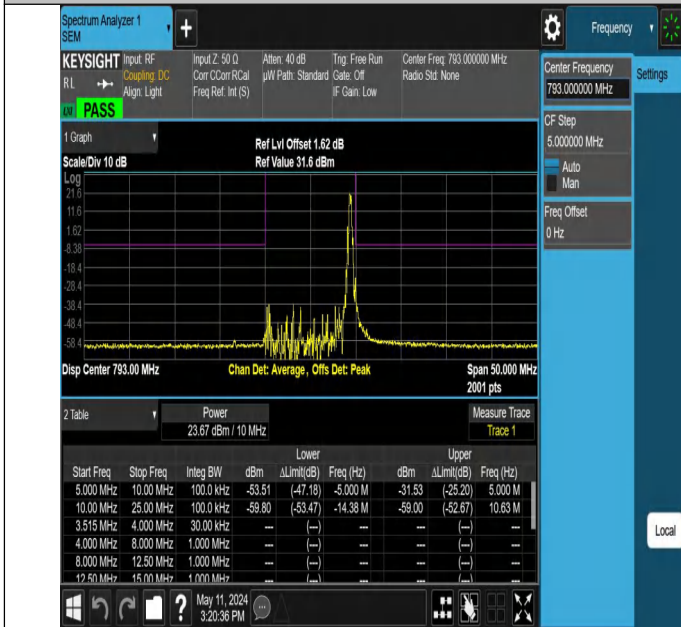 Spectrum Analyzer 1
SEM
+
Frequency
KEYSIGHT Input: RF Input Z: 50 Ω Atten: 40 dB Trig: Free Run Center Freq: 793.000000 MHz
RL Coupling: DC Corr CCorr RCal µW Path: Standard Gate: Off Radio Std: None
Align: Light Freq Ref: Int (S) IF Gain: Low
PASS
Center Frequency
793.000000 MHz
Settings
CF Step
5.000000 MHz
Auto
Man
Freq Offset
0 Hz
1 Graph
Ref Lvl Offset 1.62 dB
Scale/Div 10 dB Ref Value 31.6 dBm
Log
21.6
11.6
1.62
-8.38
-18.4
-28.4
-38.4
-48.4
-58.4
Disp Center 793.00 MHz Chan Det: Average, Offs Det: Peak Span 50.000 MHz
2001 pts
2 Table Power Measure Trace
23.67 dBm / 10 MHz Trace 1
Lower Upper
Start Freq Stop Freq Integ BW dBm ΔLimit(dB) Freq (Hz) dBm ΔLimit(dB) Freq (Hz)
5.000 MHz 10.00 MHz 100.0 kHz -53.51 (-47.18) -5.000 M -31.53 (-25.20) 5.000 M
10.00 MHz 25.00 MHz 100.0 kHz -59.80 (-53.47) -14.38 M -59.00 (-52.67) 10.63 M
3.515 MHz 4.000 MHz 30.00 kHz --- (---) --- --- (---) ---
4.000 MHz 8.000 MHz 1.000 MHz --- (---) --- --- (---) ---
8.000 MHz 12.50 MHz 1.000 MHz --- (---) --- --- (---) ---
12.50 MHz 15.00 MHz 1.000 MHz --- (---) --- --- (---) ---
Local
? May 11, 2024
3:20:36 PM